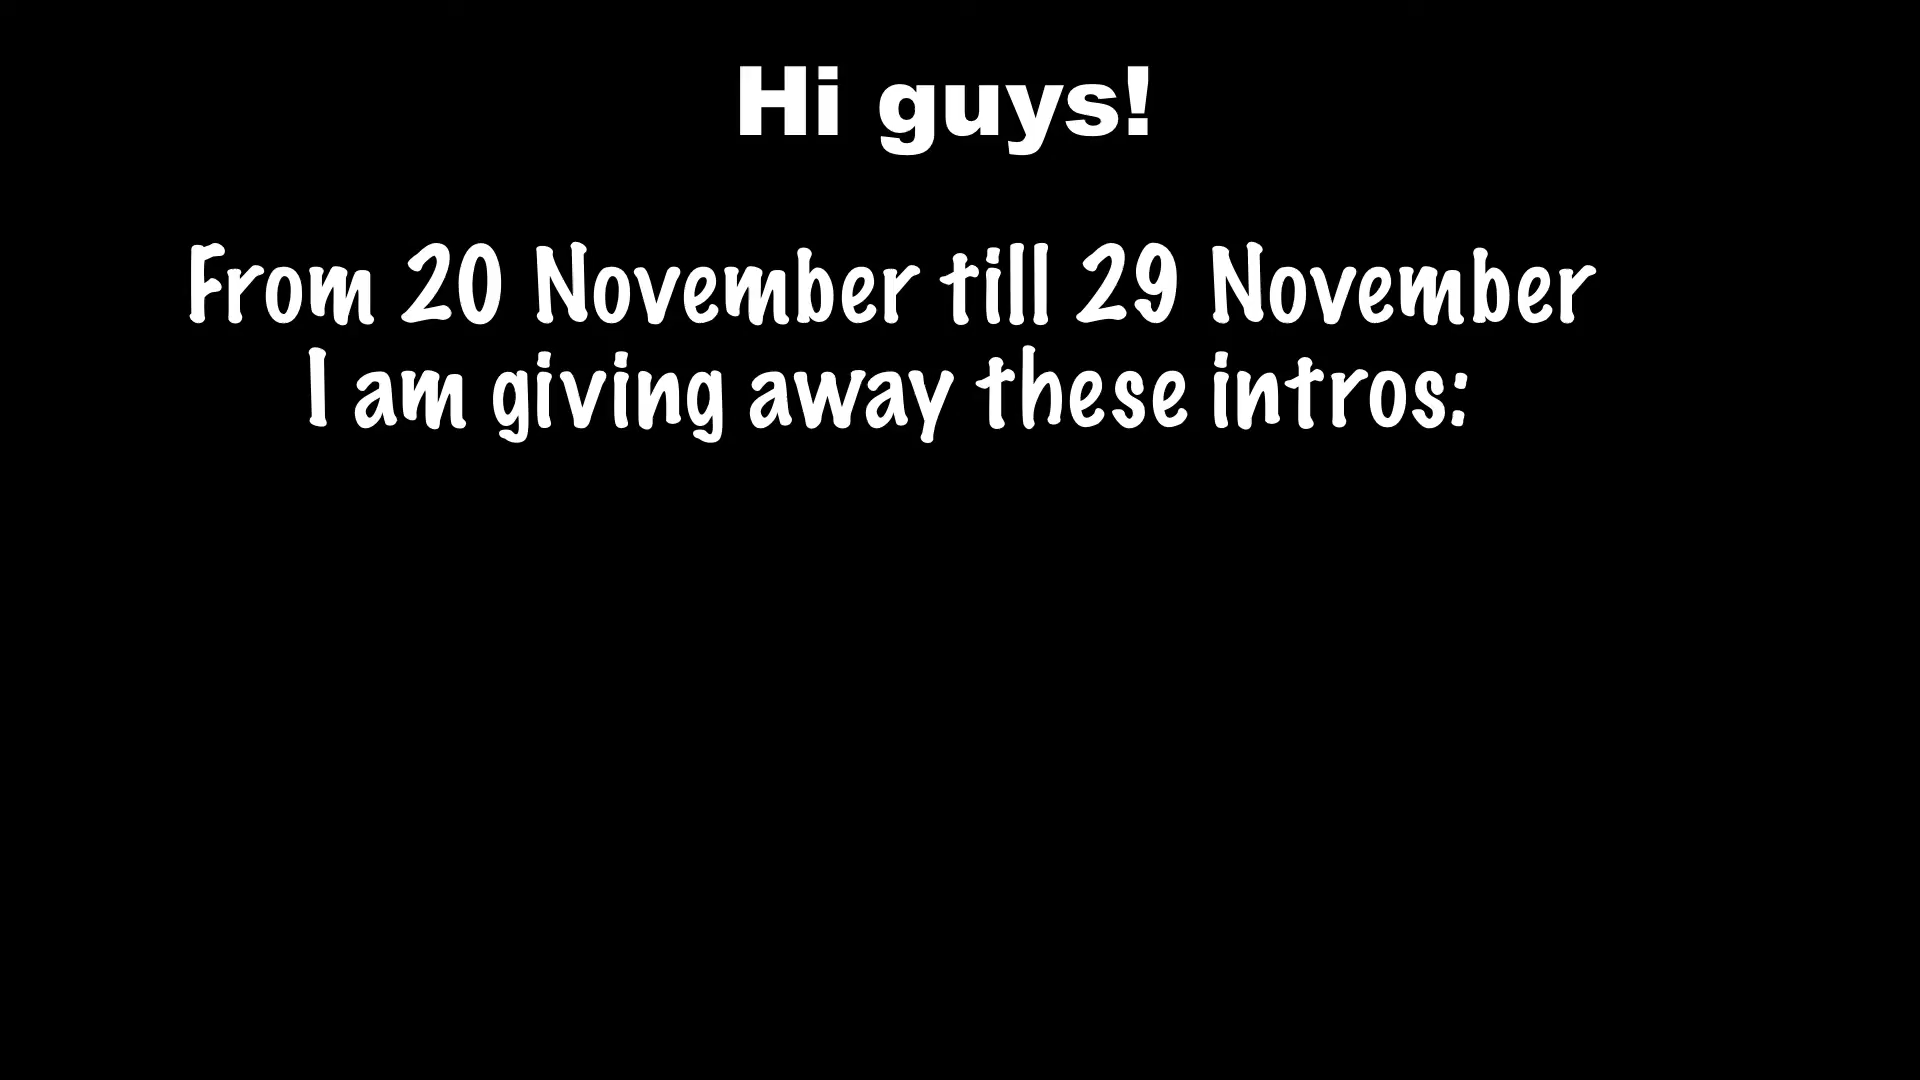 Hi guys!
From 20 November till 29 November
I am giving away these intros: